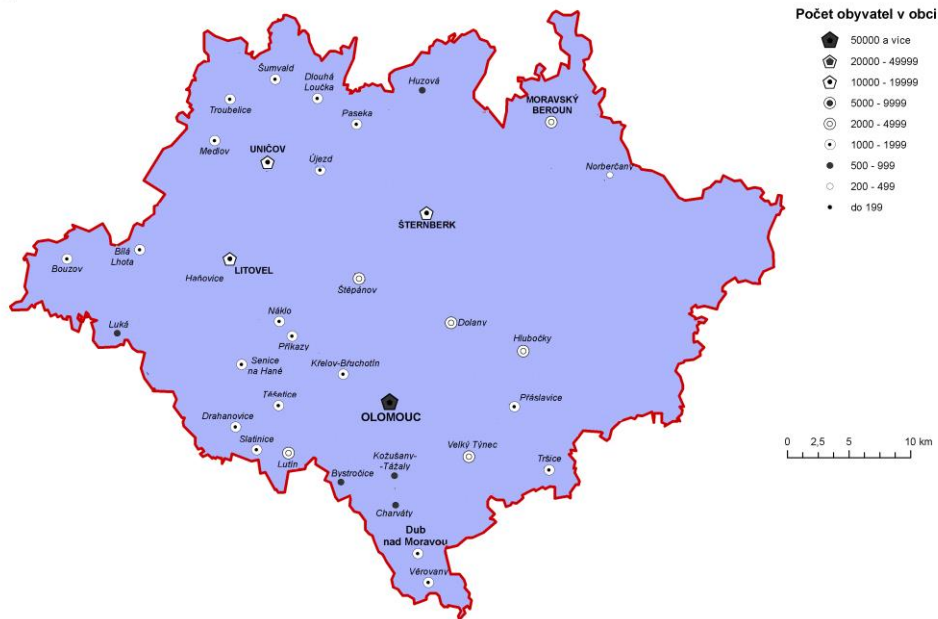 Počet obyvatel v obci
50000 a více
20000 - 49999
10000 - 19999
5000 - 9999
2000 - 4999
1000 - 1999
500 - 999
200 - 499
do 199
Šumvald
Dlouhá
Loučka
Huzová
Troubelice
Paseka
MORAVSKÝ
BEROUN
Medlov
UNIČOV
Újezd
Norberčany
ŠTERNBERK
Bílá
Lhota
Bouzov
Haňovice
LITOVEL
Štěpánov
Náklo
Dolany
Luká
Příkazy
Hlubočky
Senice
na Hané
Křelov-Břuchotín
Těšetice
OLOMOUC
Přáslavice
Drahanovice
Slatinice
Lutín
Velký Týnec
Kožušany-
-Tážaly
Bystročice
Tršice
Charváty
Dub
nad Moravou
Věrovany
0 2,5 5 10 km